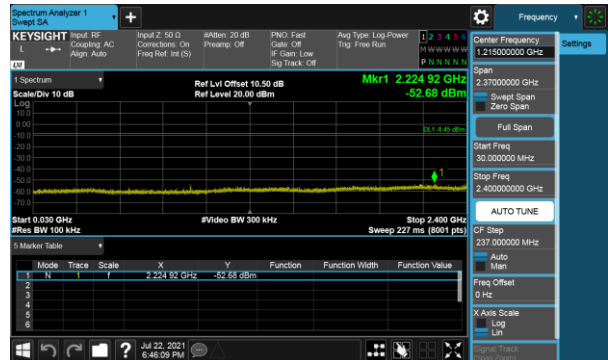 Spectrum Analyzer 1
Swept SA
+
Frequency
KEYSIGHT
Input: RF
Coupling: AC
Align: Auto
Input Z: 50 Ω
Corrections: On
Freq Ref: Int (S)
#Atten: 20 dB
Preamp: Off
PNO: Fast
Gate: Off
IF Gain: Low
Sig Track: Off
Avg Type: Log-Power
Trig: Free Run
1 2 3 4 5 6
M W W W W W
P N N N N N
L
LXI
1 Spectrum
Scale/Div 10 dB
Ref Lvl Offset 10.50 dB
Ref Level 20.00 dBm
Mkr1 2.224 92 GHz
-52.68 dBm
Log
10.0
0.00
-10.0
-20.0
-30.0
-40.0
-50.0
-60.0
-70.0
DL1 -8.45 dBm
1
Start 0.030 GHz
#Res BW 100 kHz
#Video BW 300 kHz
Stop 2.400 GHz
Sweep 227 ms (8001 pts)
5 Marker Table
Mode Trace Scale X Y Function Function Width Function Value
1 N 1 f 2.224 92 GHz -52.68 dBm
2
3
4
5
6
Center Frequency
1.215000000 GHz
Settings
Span
2.37000000 GHz
Swept Span
Zero Span
Full Span
Start Freq
30.000000 MHz
Stop Freq
2.400000000 GHz
AUTO TUNE
CF Step
237.000000 MHz
Auto
Man
Freq Offset
0 Hz
X Axis Scale
Log
Lin
Signal Track
(Span Zoom)
?
Jul 22, 2021
6:46:09 PM